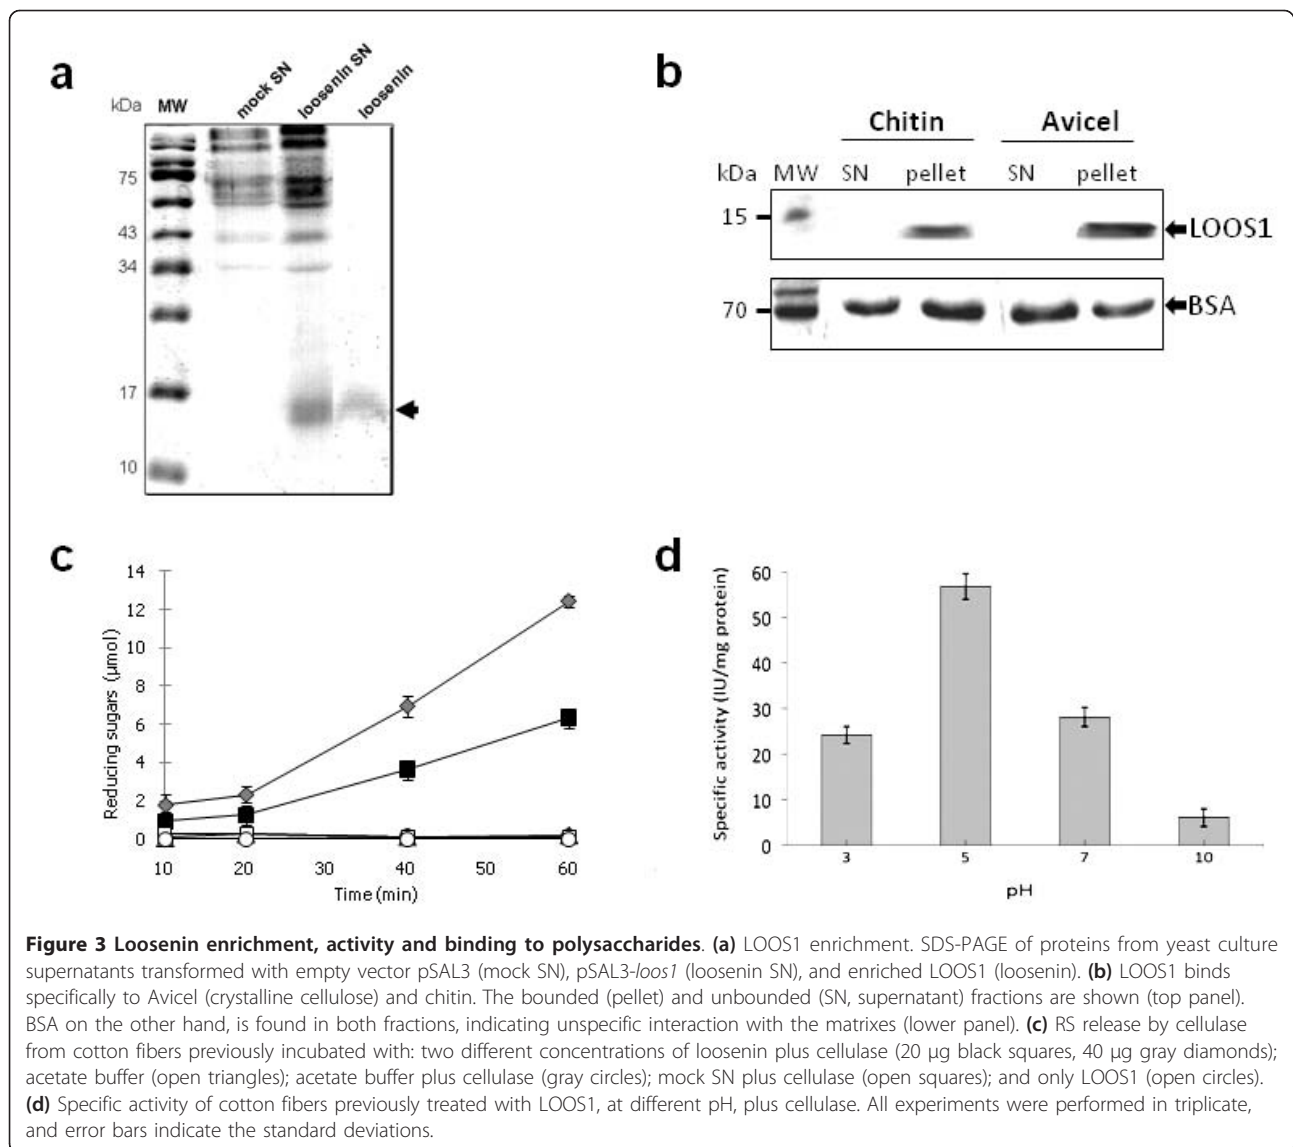 a
mock SN
loosenin SN
loosenin
kDa MW
75
43
34
17
10
b
Chitin Avicel
kDa MW SN pellet SN pellet
15
LOOS1
70
BSA
c
Reducing sugars (µmol)
14
12
10
8
6
4
2
0
10 20 30 40 50 60
Time (min)
d
Specific activity (IU/mg protein)
60
50
40
30
20
10
0
3 5 7 10
pH
Figure 3 Loosenin enrichment, activity and binding to polysaccharides. (a) LOOS1 enrichment. SDS-PAGE of proteins from yeast culture
supernatants transformed with empty vector pSAL3 (mock SN), pSAL3-loos1 (loosenin SN), and enriched LOOS1 (loosenin). (b) LOOS1 binds
specifically to Avicel (crystalline cellulose) and chitin. The bounded (pellet) and unbounded (SN, supernatant) fractions are shown (top panel).
BSA on the other hand, is found in both fractions, indicating unspecific interaction with the matrixes (lower panel). (c) RS release by cellulase
from cotton fibers previously incubated with: two different concentrations of loosenin plus cellulase (20 µg black squares, 40 µg gray diamonds);
acetate buffer (open triangles); acetate buffer plus cellulase (gray circles); mock SN plus cellulase (open squares); and only LOOS1 (open circles).
(d) Specific activity of cotton fibers previously treated with LOOS1, at different pH, plus cellulase. All experiments were performed in triplicate,
and error bars indicate the standard deviations.